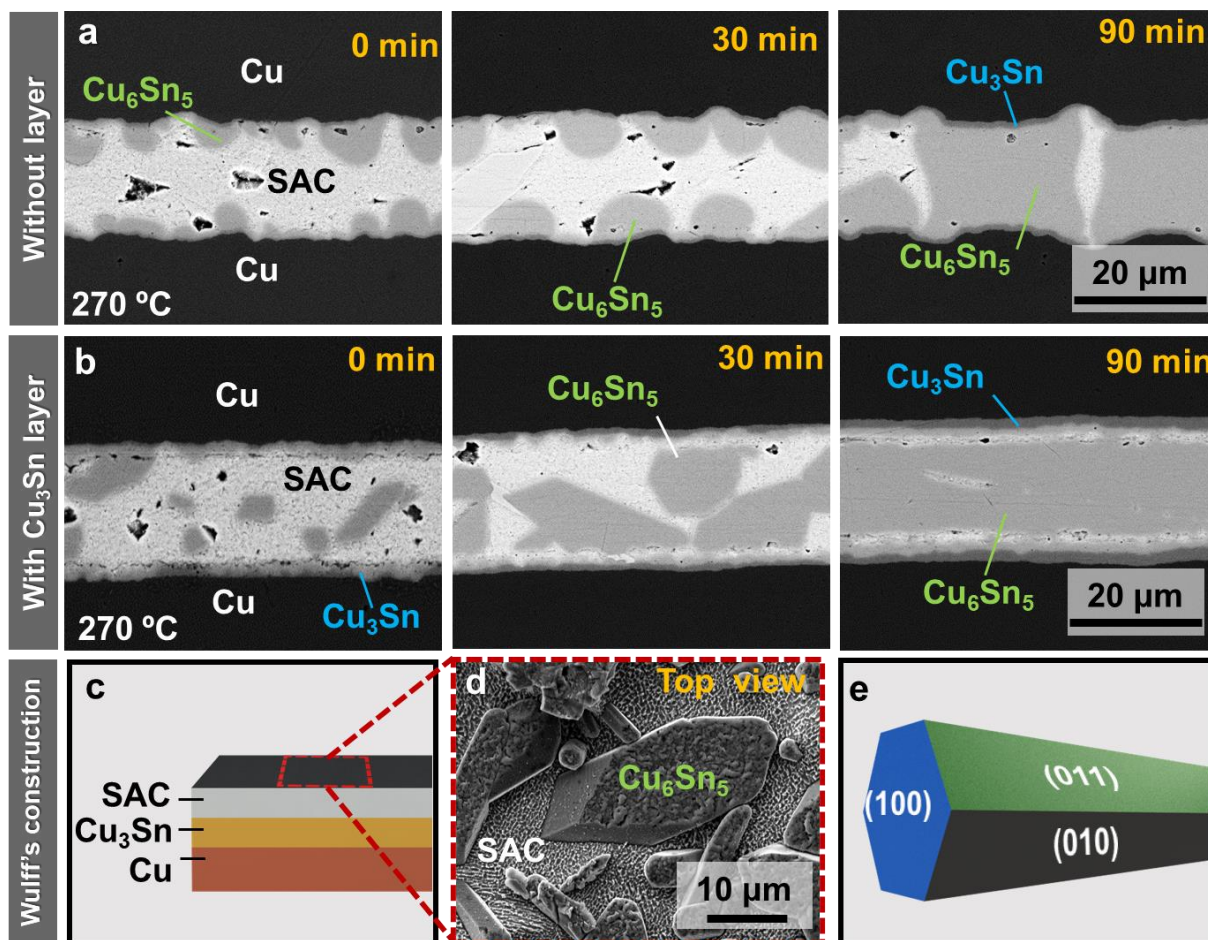 Without layer
a
0 min
Cu
Cu₆Sn₅
SAC
Cu
270 ºC
30 min
Cu₆Sn₅
90 min
Cu₃Sn
Cu₆Sn₅
20 µm
With Cu₃Sn layer
b
0 min
Cu
SAC
Cu
Cu₃Sn
270 ºC
30 min
Cu₆Sn₅
90 min
Cu₃Sn
Cu₆Sn₅
20 µm
Wulff's construction
c
SAC
Cu₃Sn
Cu
d
Top view
Cu₆Sn₅
SAC
10 µm
e
(100)
(011)
(010)